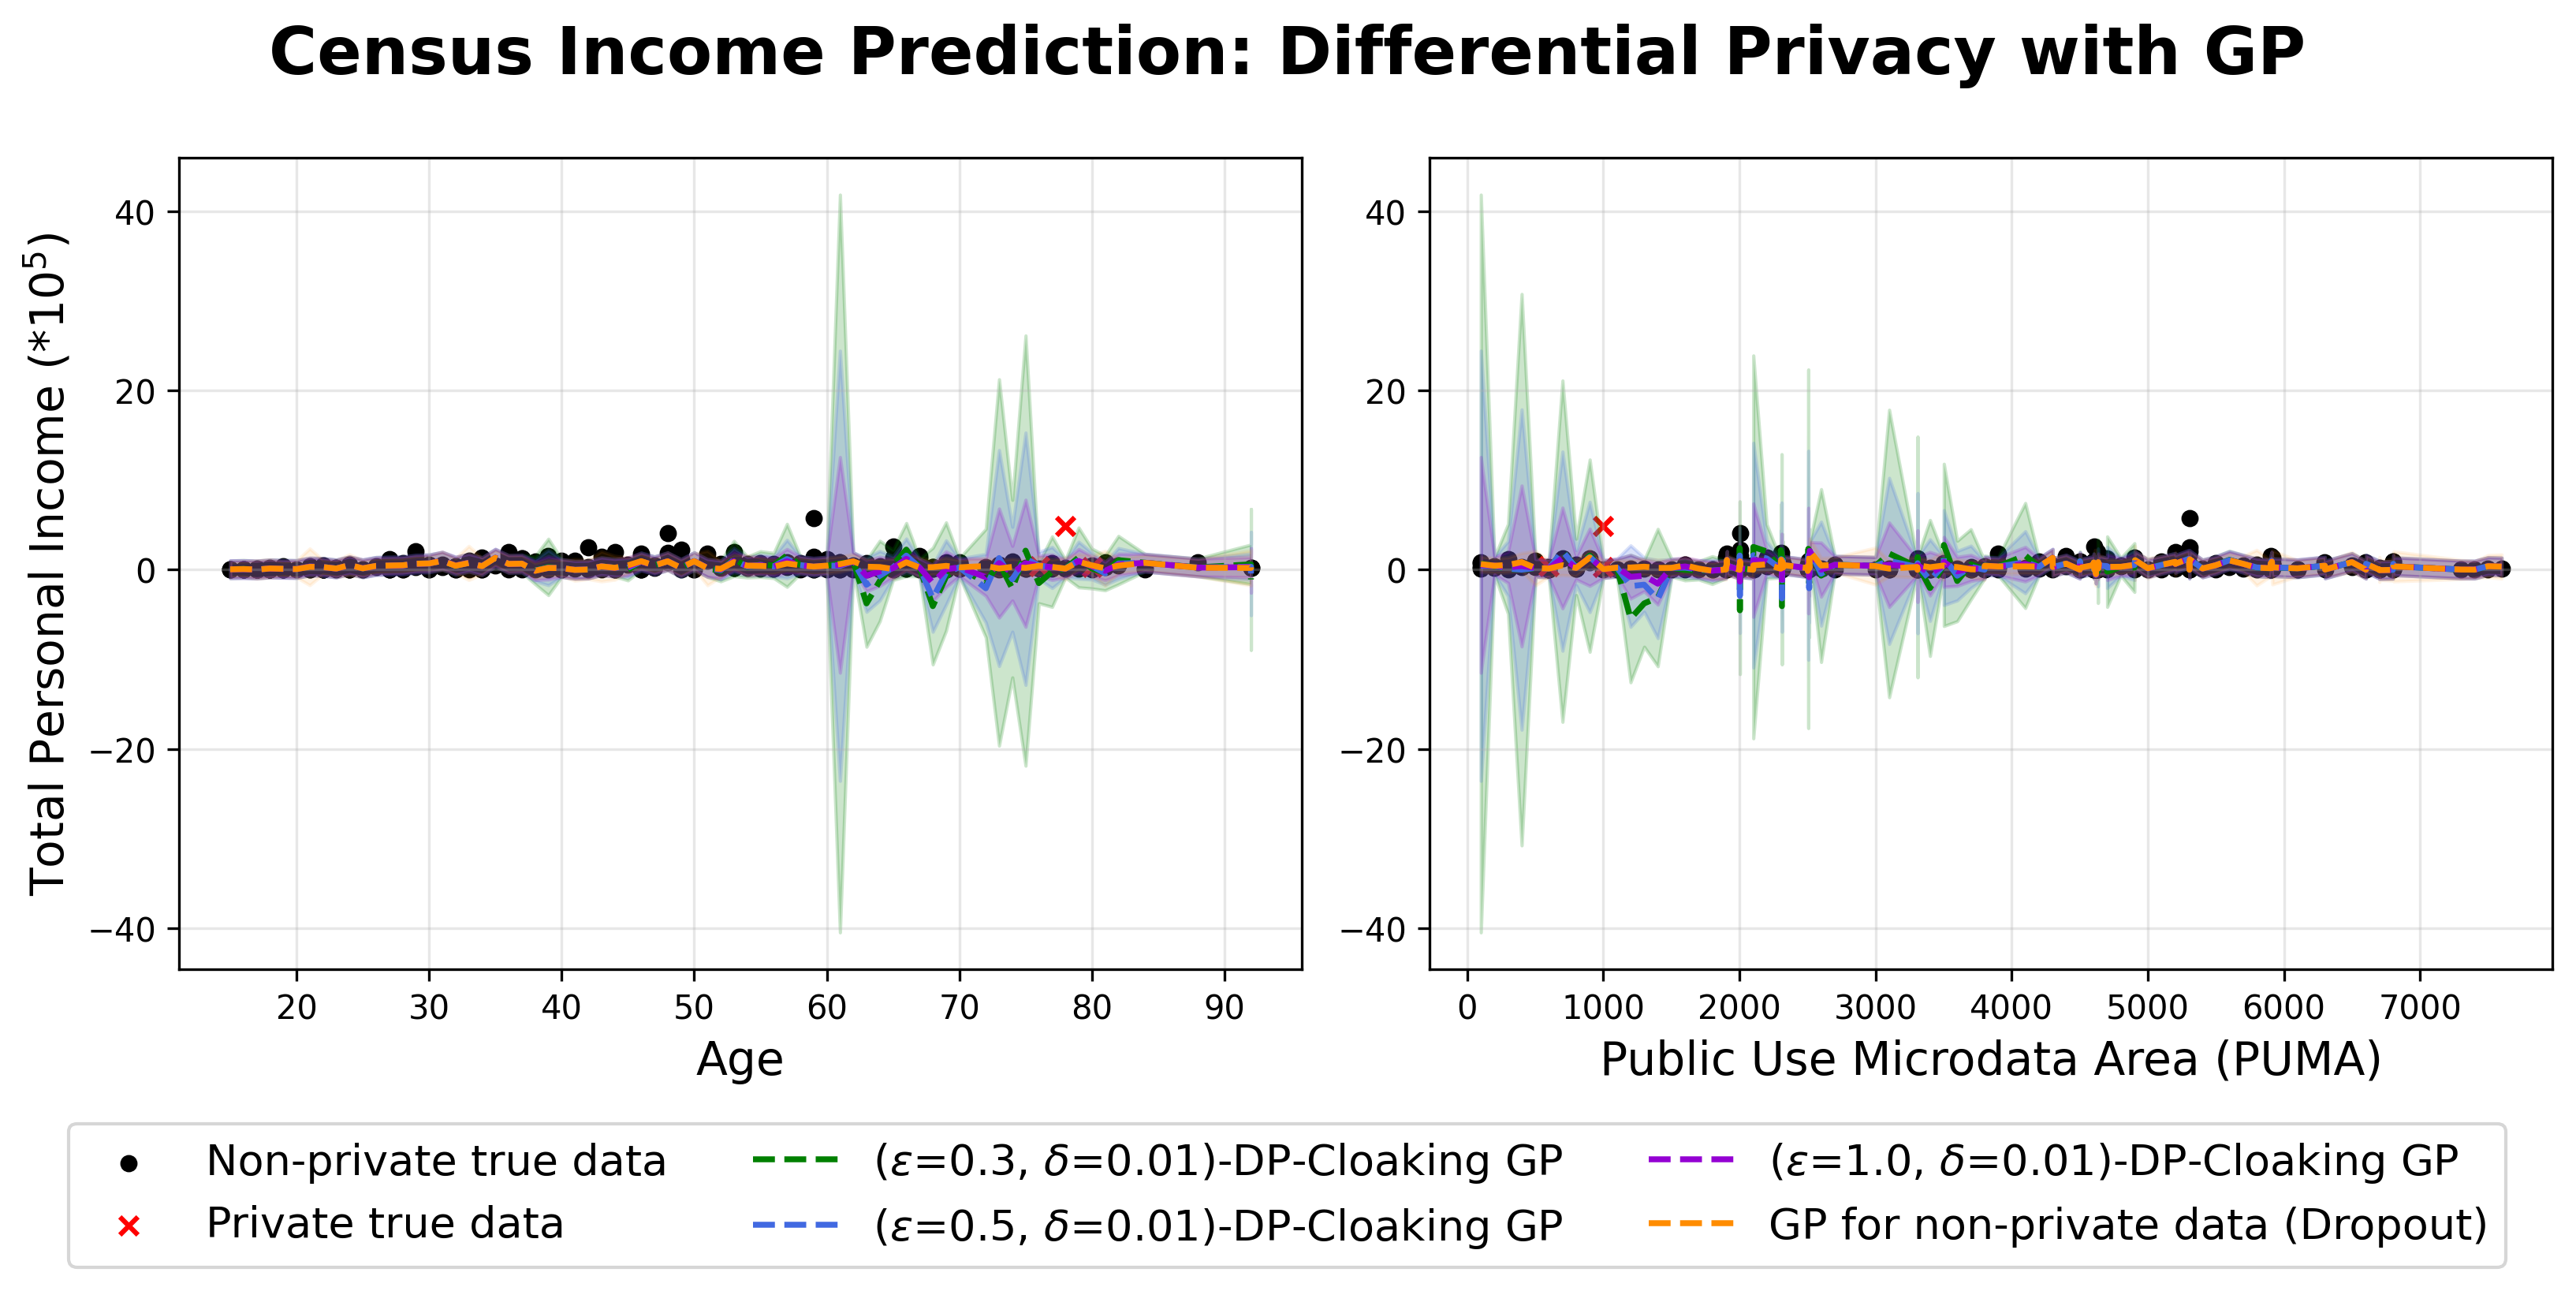 Census Income Prediction: Differential Privacy with GP
Total Personal Income (*10⁵)
40
20
0
−20
−40
20 30 40 50 60 70 80 90
Age
40
20
0
−20
−40
0 1000 2000 3000 4000 5000 6000 7000
Public Use Microdata Area (PUMA)
Non-private true data
Private true data
(ε=0.3, δ=0.01)-DP-Cloaking GP
(ε=0.5, δ=0.01)-DP-Cloaking GP
(ε=1.0, δ=0.01)-DP-Cloaking GP
GP for non-private data (Dropout)